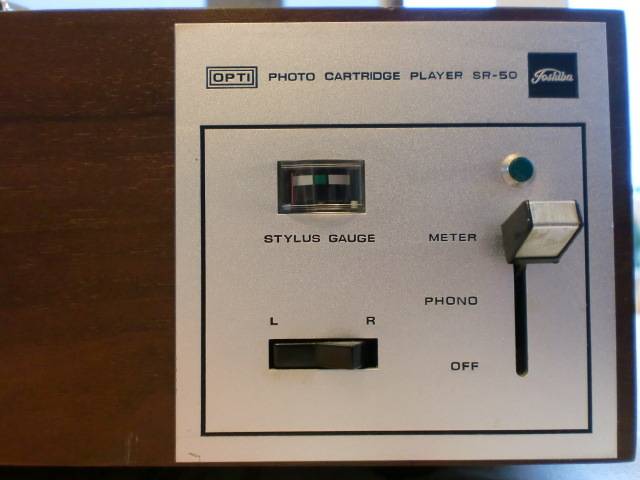 OPTI PHOTO CARTRIDGE PLAYER SR-50 Toshiba
STYLUS GAUGE
METER
PHONO
L R
OFF